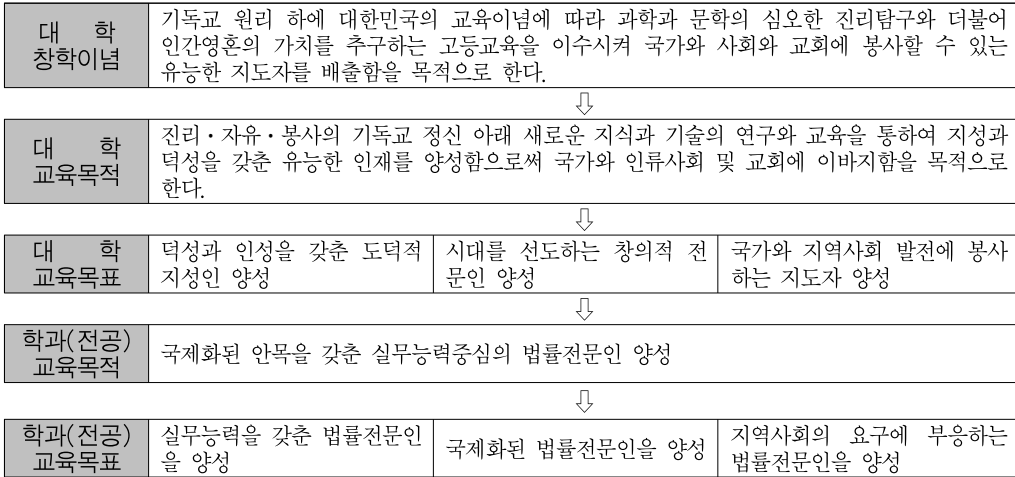 대 학
창학이념
기독교 원리 하에 대한민국의 교육이념에 따라 과학과 문학의 심오한 진리탐구와 더불어
인간영혼의 가치를 추구하는 고등교육을 이수시켜 국가와 사회와 교회에 봉사할 수 있는
유능한 지도자를 배출함을 목적으로 한다.
⇩
대 학
교육목적
진리・자유・봉사의 기독교 정신 아래 새로운 지식과 기술의 연구와 교육을 통하여 지성과
덕성을 갖춘 유능한 인재를 양성함으로써 국가와 인류사회 및 교회에 이바지함을 목적으로
한다.
⇩
대 학
교육목표
덕성과 인성을 갖춘 도덕적
지성인 양성
시대를 선도하는 창의적 전
문인 양성
국가와 지역사회 발전에 봉사
하는 지도자 양성
⇩
학과(전공)
교육목적
국제화된 안목을 갖춘 실무능력중심의 법률전문인 양성
⇩
학과(전공)
교육목표
실무능력을 갖춘 법률전문인
을 양성
국제화된 법률전문인을 양성
지역사회의 요구에 부응하는
법률전문인을 양성